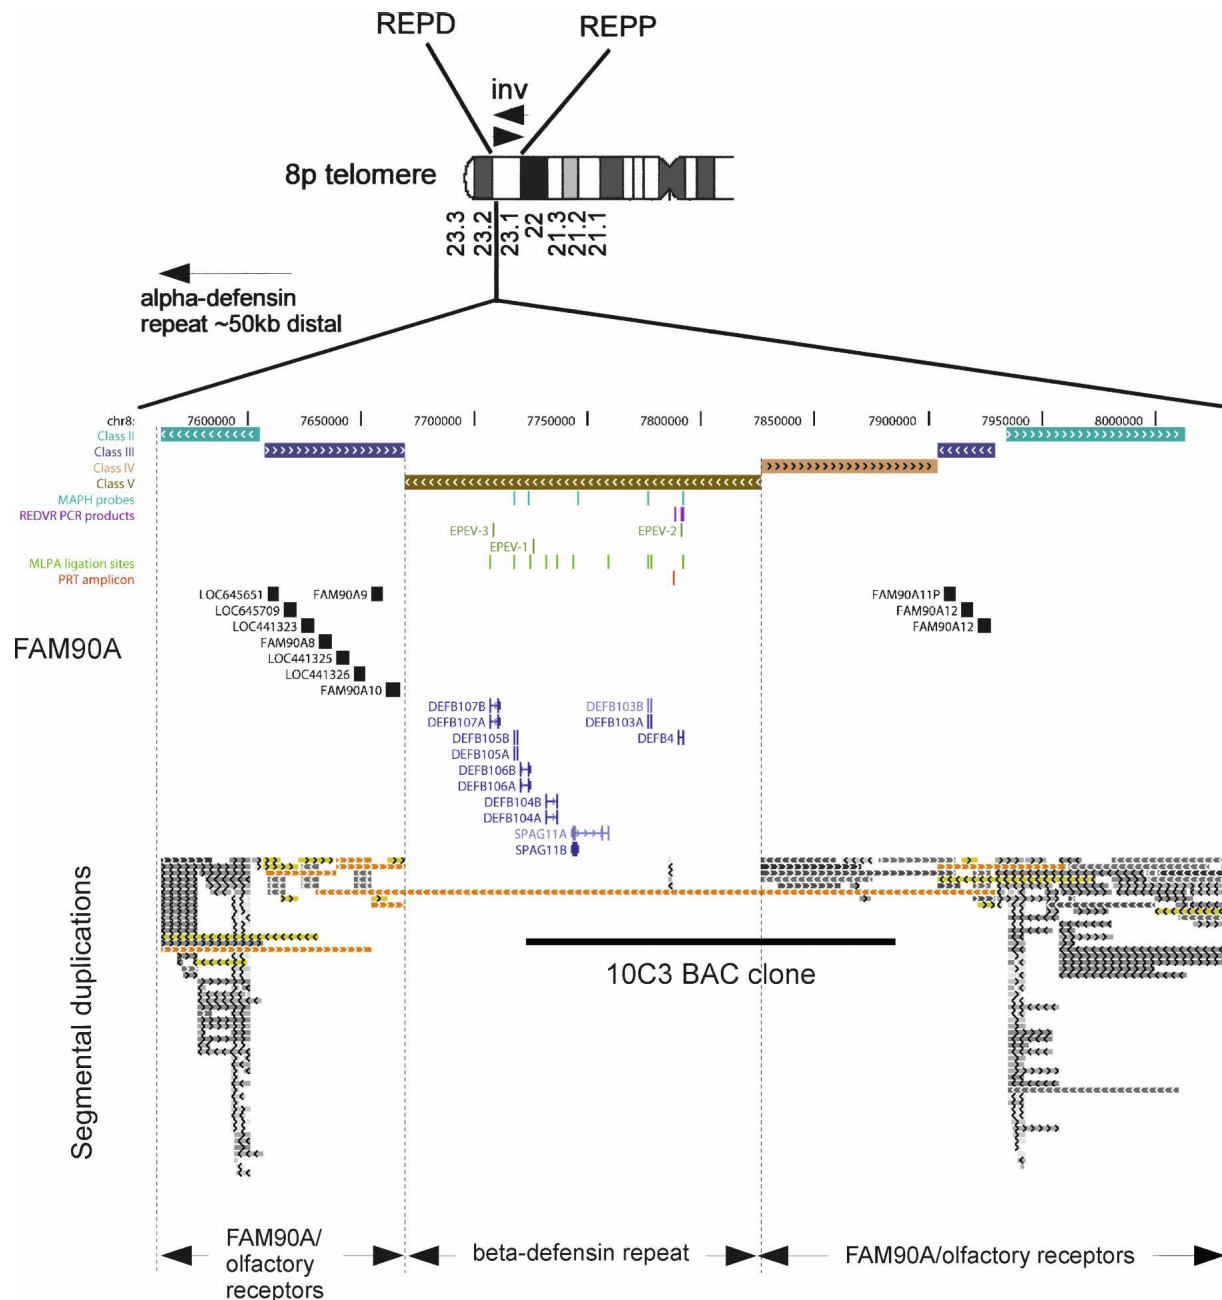 REPD
REPP
inv
8p telomere
23.3
23.2
23.1
22
21.3
21.2
21.1
alpha-defensin
repeat ~50kb distal
chr8:
7600000
7650000
7700000
7750000
7800000
7850000
7900000
7950000
8000000
Class II
Class III
Class IV
Class V
MAPH probes
REDVR PCR products
EPEV-3
EPEV-2
EPEV-1
MLPA ligation sites
PRT amplicon
LOC645651
FAM90A9
FAM90A11P
LOC645709
FAM90A12
LOC441323
FAM90A12
FAM90A
FAM90A8
LOC441325
LOC441326
FAM90A10
DEFB107B
DEFB103B
DEFB107A
DEFB103A
DEFB105B
DEFB4
DEFB105A
DEFB106B
DEFB106A
DEFB104B
DEFB104A
SPAG11A
SPAG11B
Segmental duplications
10C3 BAC clone
FAM90A/
olfactory
receptors
beta-defensin repeat
FAM90A/olfactory receptors